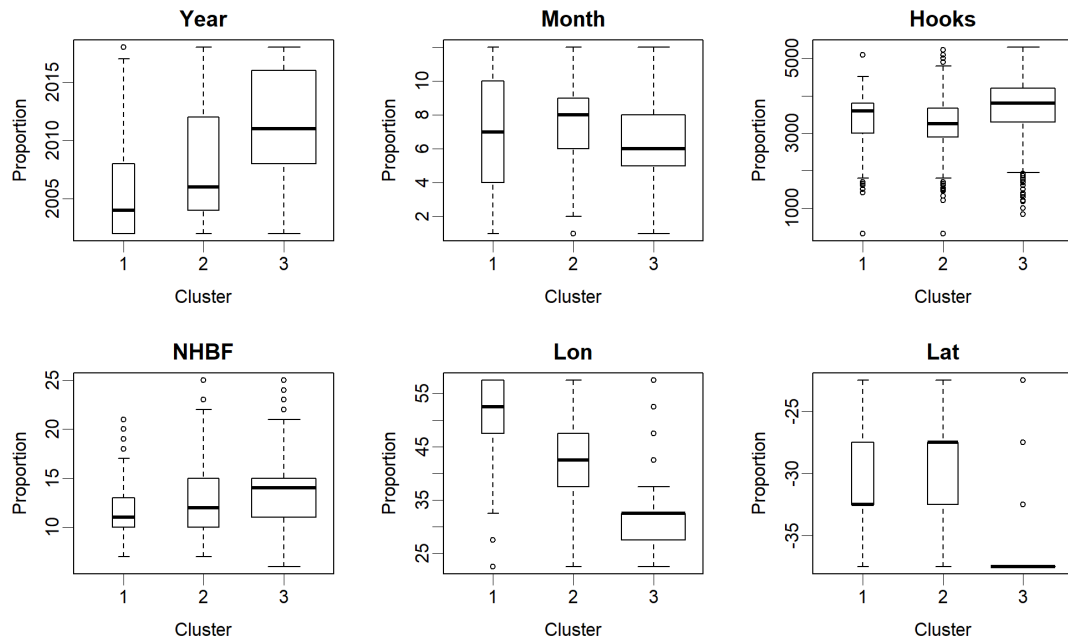 Year
Proportion
2015
2010
2005
1 2 3
Cluster
Month
Proportion
10
8
6
4
2
1 2 3
Cluster
Hooks
Proportion
5000
3000
1000
1 2 3
Cluster
NHBF
Proportion
25
20
15
10
1 2 3
Cluster
Lon
Proportion
55
45
35
25
1 2 3
Cluster
Lat
Proportion
-25
-30
-35
1 2 3
Cluster